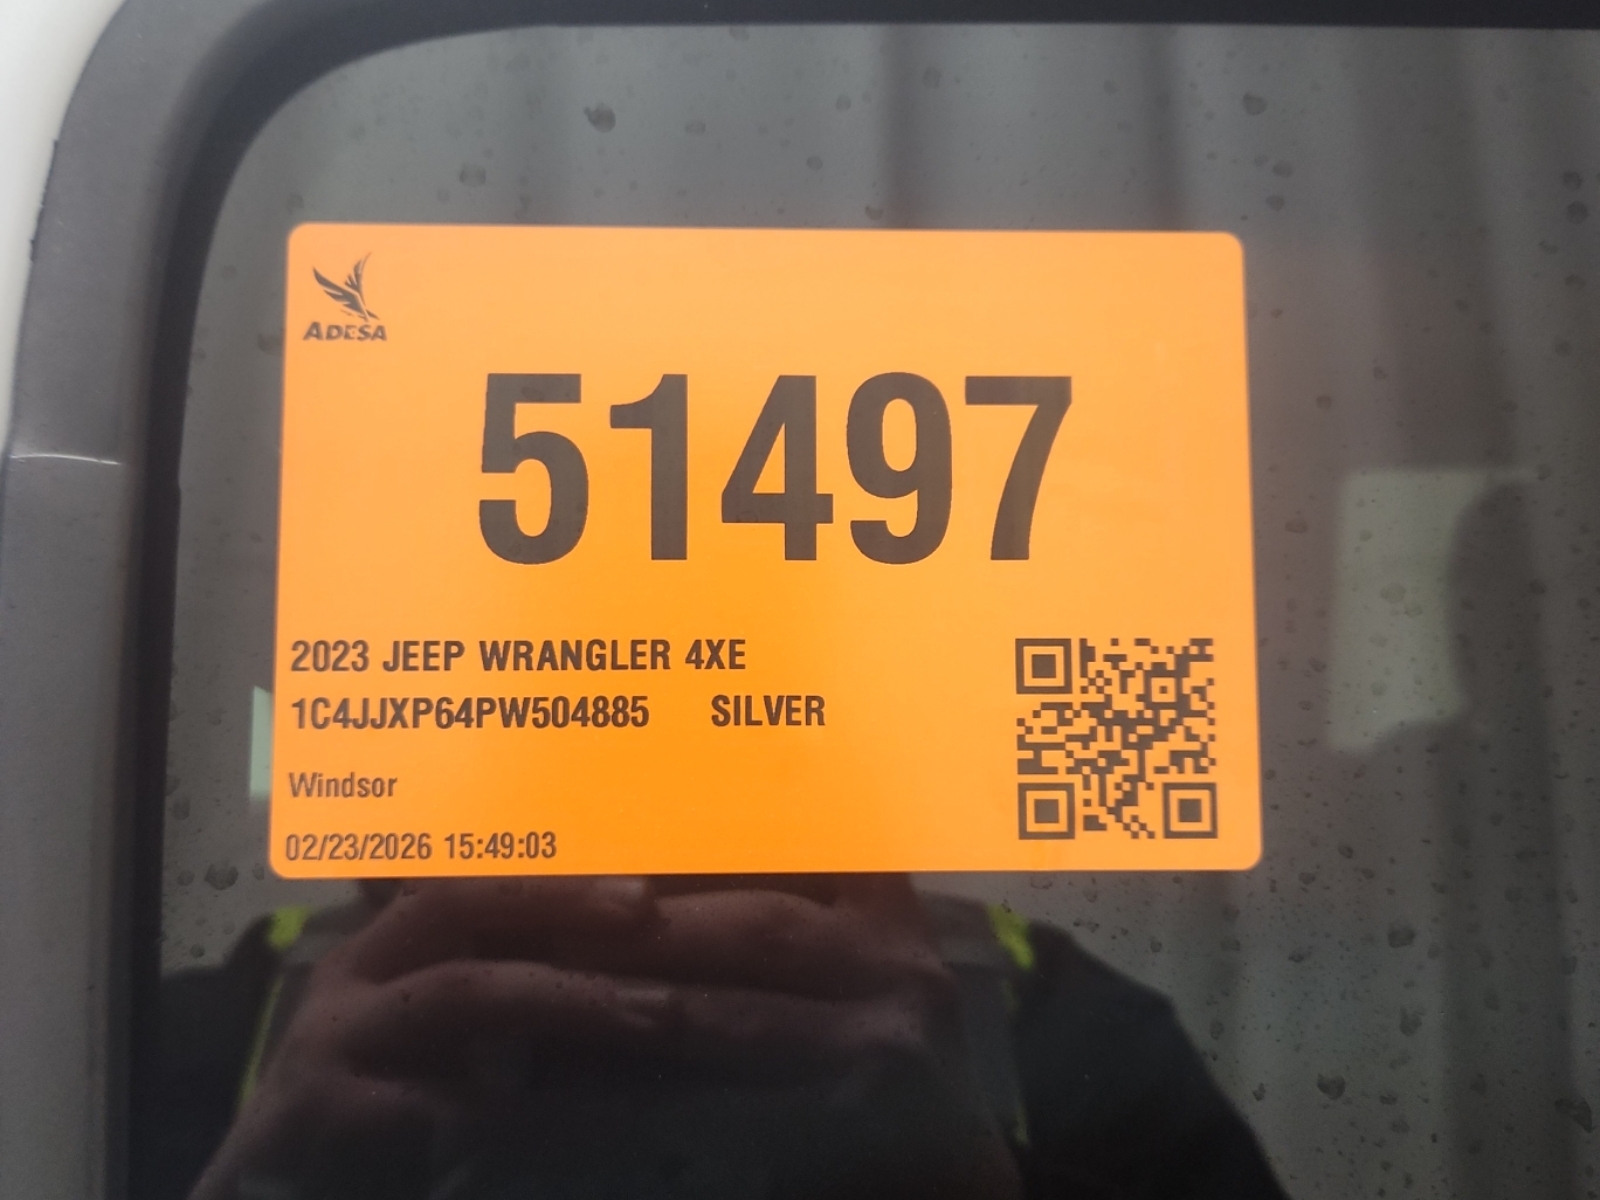 ADESA
51497
2023 JEEP WRANGLER 4XE
1C4JJXP64PW504885 SILVER
Windsor
02/23/2026 15:49:03